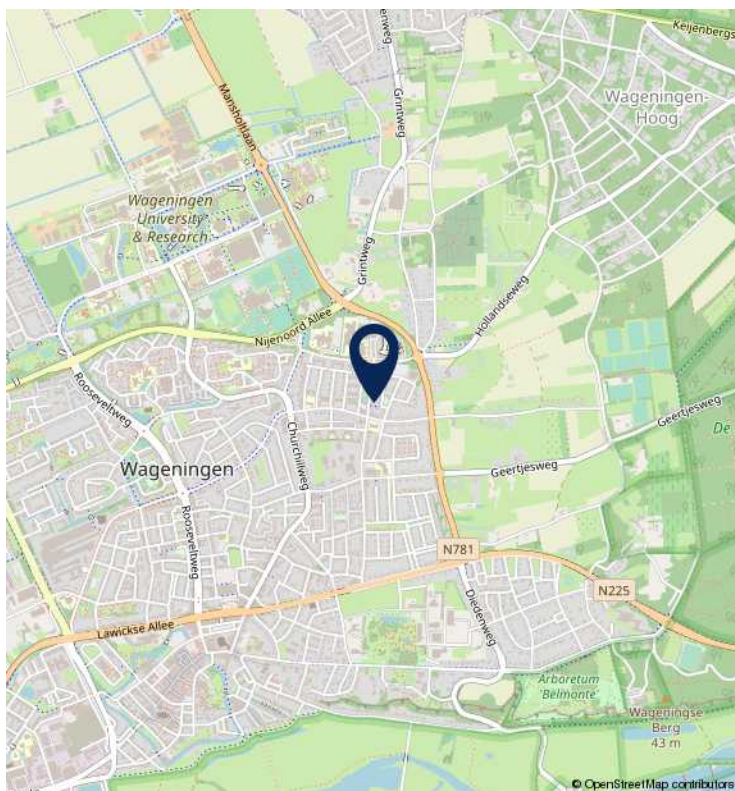 enenweg
Keijenbergs
Wageningen-
Hoog
Mansholtlaan
Grintweg
Wageningen
University
& Research
Grintweg
Hollandseweg
Nijenoord Allee
Rooseveltweg
Geertjesweg
De
Churchillweg
Wageningen
Geertjesweg
Rooseveltweg
N781
N225
Diedenweg
Lawickse Allee
Arboretum
'Belmonte'
Wageningse
Berg
43 m
© OpenStreetMap contributors